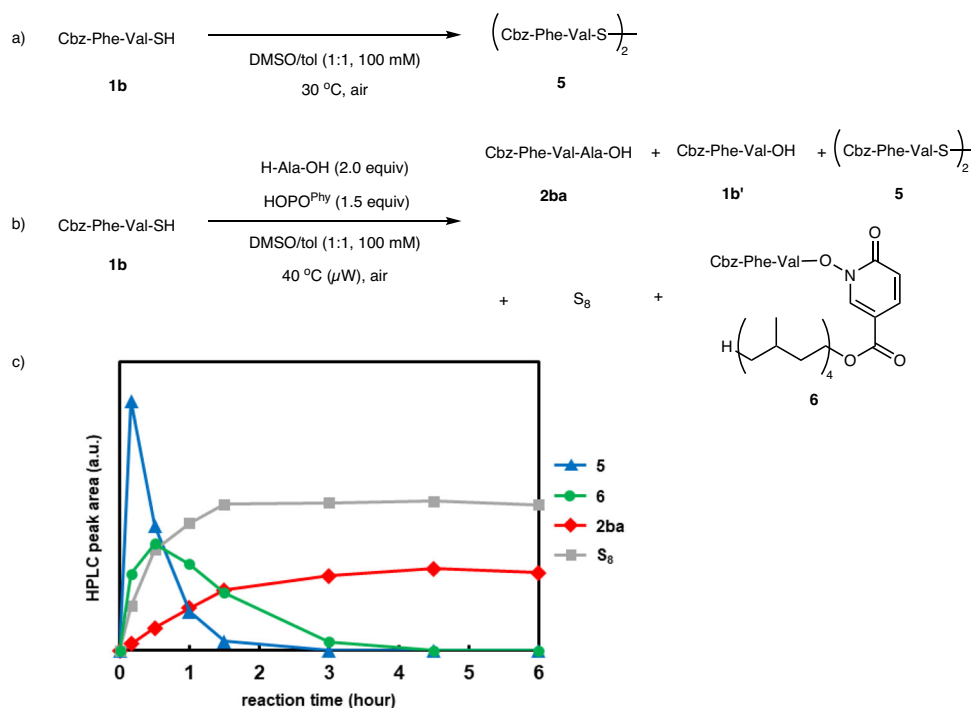 a)
Cbz-Phe-Val-SH
1b
DMSO/tol (1:1, 100 mM)
30 °C, air
(Cbz-Phe-Val-S)2
5
b)
Cbz-Phe-Val-SH
1b
H-Ala-OH (2.0 equiv)
HOPO^Phy (1.5 equiv)
DMSO/tol (1:1, 100 mM)
40 °C (µW), air
Cbz-Phe-Val-Ala-OH + Cbz-Phe-Val-OH + (Cbz-Phe-Val-S)2
2ba 1b' 5
+ S8 +
Cbz-Phe-Val O N O
H ( )4 O O
6
c)
HPLC peak area (a.u.)
5
6
2ba
S8
0 1 2 3 4 5 6
reaction time (hour)